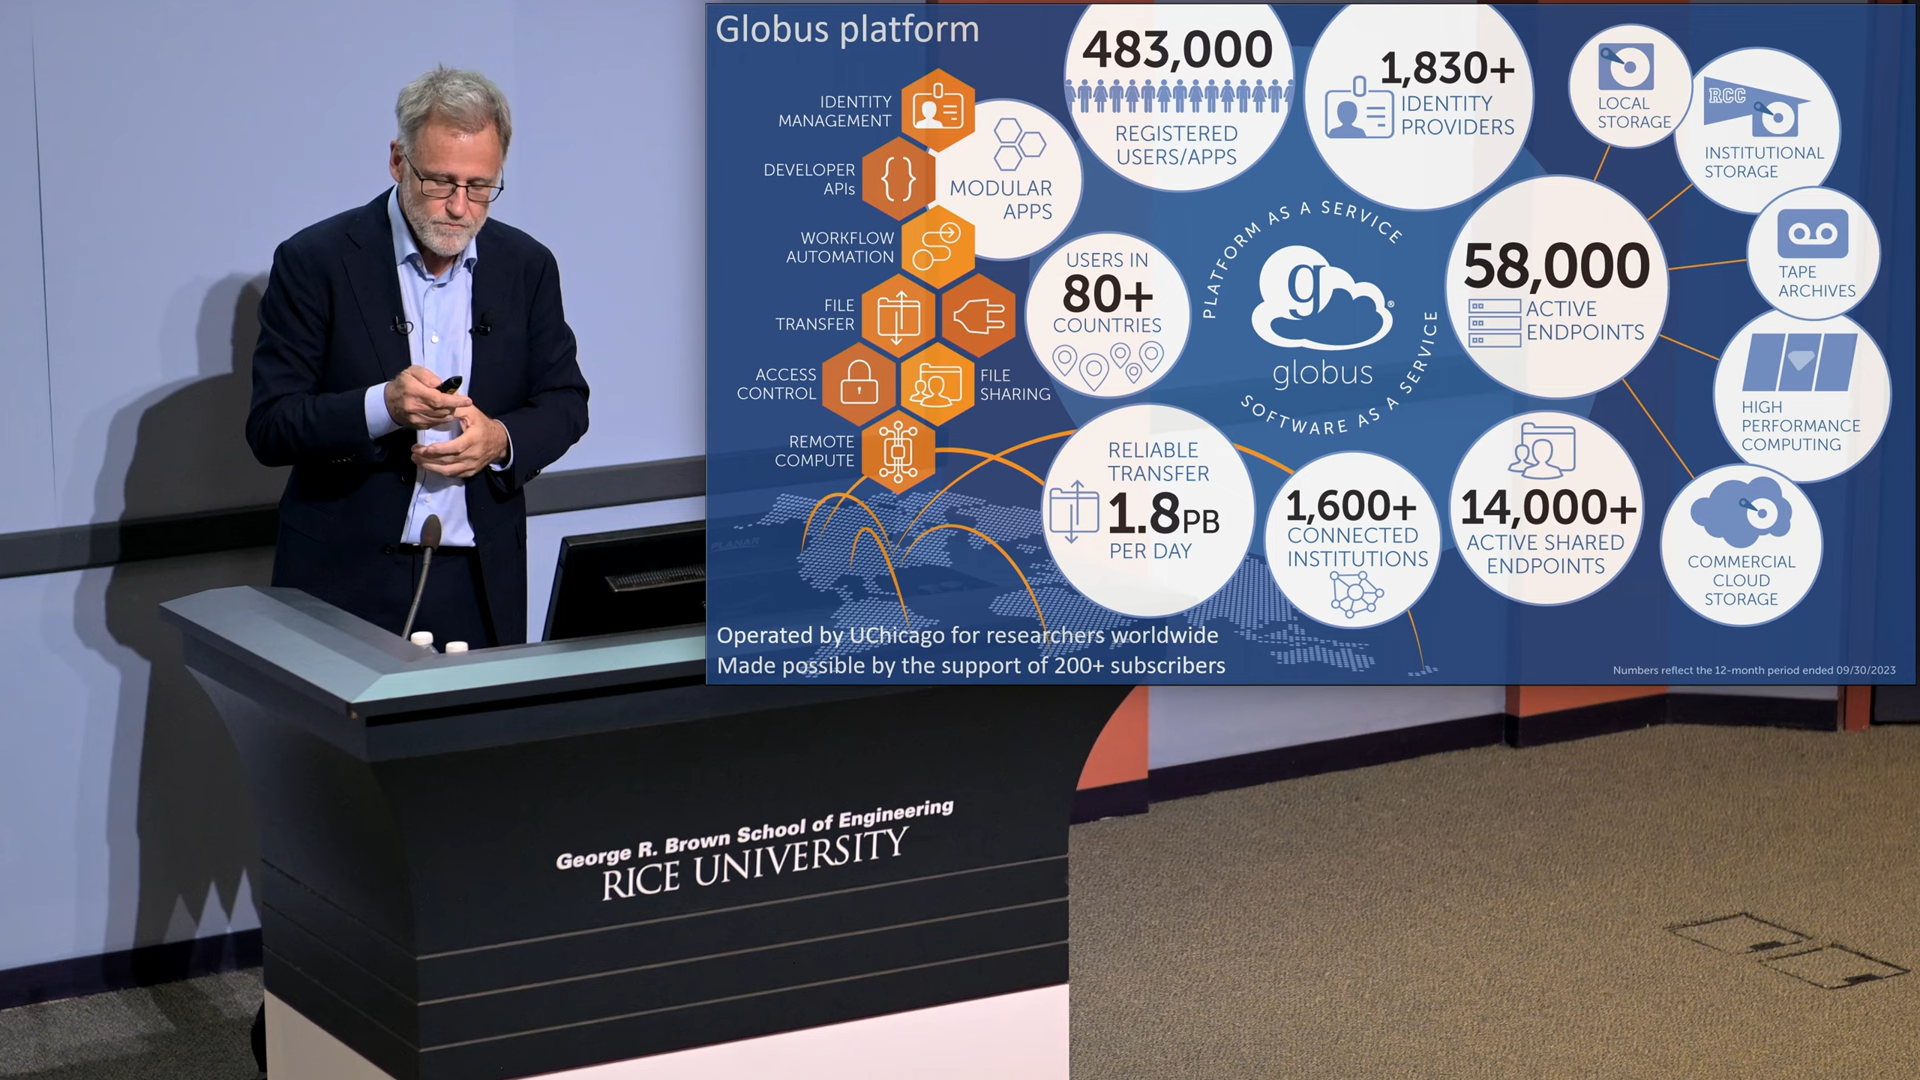 Globus platform
IDENTITY
MANAGEMENT
DEVELOPER
APIs
WORKFLOW
AUTOMATION
FILE
TRANSFER
ACCESS
CONTROL
FILE
SHARING
REMOTE
COMPUTE
MODULAR
APPS
483,000
REGISTERED
USERS/APPS
1,830+
IDENTITY
PROVIDERS
USERS IN
80+
COUNTRIES
PLATFORM AS A SERVICE
g
®
globus
SOFTWARE AS A SERVICE
58,000
ACTIVE
ENDPOINTS
LOCAL
STORAGE
RCC
INSTITUTIONAL
STORAGE
TAPE
ARCHIVES
HIGH
PERFORMANCE
COMPUTING
COMMERCIAL
CLOUD
STORAGE
RELIABLE
TRANSFER
1.8PB
PER DAY
1,600+
CONNECTED
INSTITUTIONS
14,000+
ACTIVE SHARED
ENDPOINTS
PLANAR
Operated by UChicago for researchers worldwide
Made possible by the support of 200+ subscribers
Numbers reflect the 12-month period ended 09/30/2023
George R. Brown School of Engineering
RICE UNIVERSITY